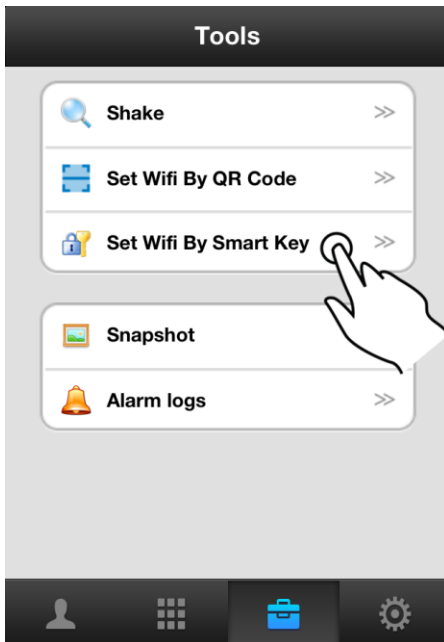 Tools
Shake
Set Wifi By QR Code
Set Wifi By Smart Key
Snapshot
Alarm logs